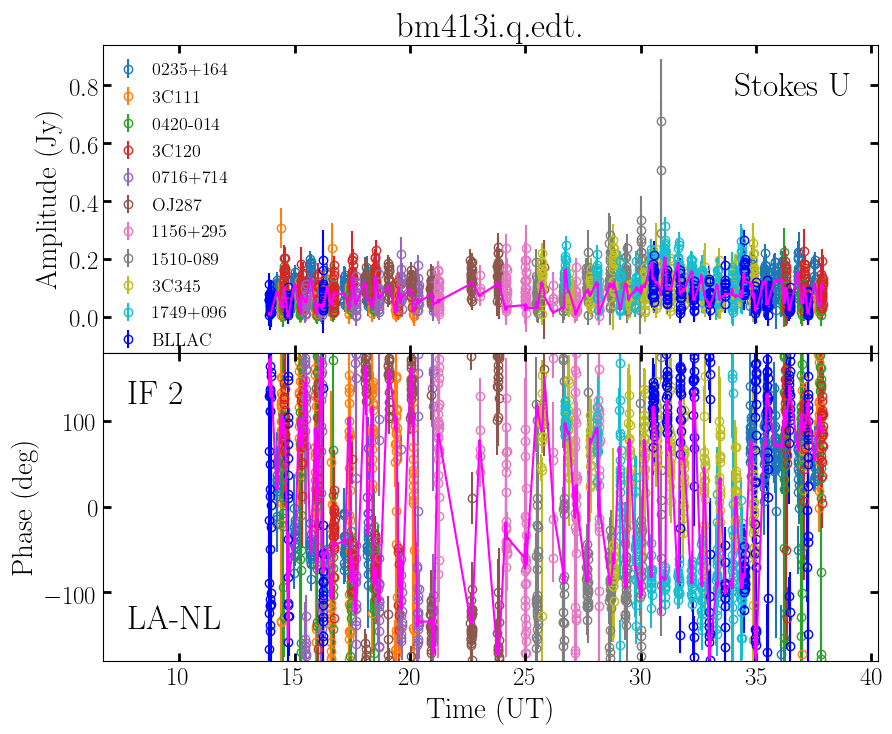 bm413i.q.edt.
Stokes U
0235+164
3C111
0420-014
3C120
0716+714
OJ287
1156+295
1510-089
3C345
1749+096
BLLAC
Amplitude (Jy)
0.8
0.6
0.4
0.2
0.0
IF 2
LA-NL
Phase (deg)
100
0
−100
10 15 20 25 30 35 40
Time (UT)